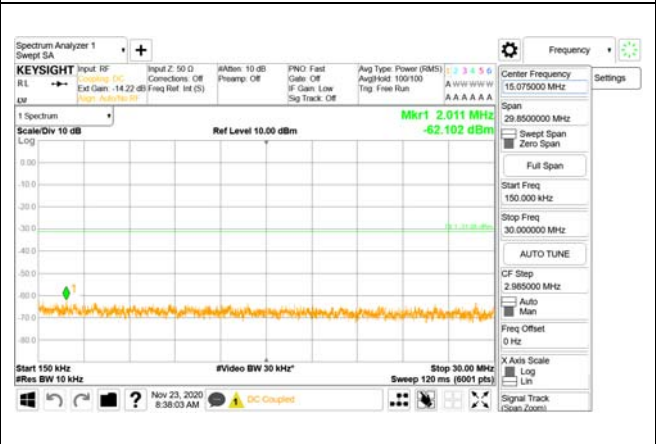 Spectrum Analyzer 1
Swept SA
Frequency
Settings
KEYSIGHT
RL
Input: RF
Coupling: DC
Ext Gain: -14.22 dB
Align: Auto/No RF
Input Z: 50 Ω
Corrections: Off
Freq Ref: Int (S)
#Atten: 10 dB
Preamp: Off
PNO: Fast
Gate: Off
IF Gain: Low
Sig Track: Off
Avg Type: Power (RMS)
Avg|Hold: 100/100
Trig: Free Run
1 2 3 4 5 6
A W W W W W
A A A A A A
1 Spectrum
Scale/Div 10 dB
Ref Level 10.00 dBm
Mkr1 2.011 MHz
-62.102 dBm
Log
0.00
-10.0
-20.0
-30.0
-40.0
-50.0
-60.0
-70.0
-80.0
1
Start 150 kHz
#Res BW 10 kHz
#Video BW 30 kHz*
Stop 30.00 MHz
Sweep 120 ms (6001 pts)
Nov 23, 2020
8:38:03 AM
DC Coupled
Center Frequency
15.075000 MHz
Span
29.8500000 MHz
Swept Span
Zero Span
Full Span
Start Freq
150.000 kHz
Stop Freq
30.000000 MHz
AUTO TUNE
CF Step
2.985000 MHz
Auto
Man
Freq Offset
0 Hz
X Axis Scale
Log
Lin
Signal Track
(Span Zoom)